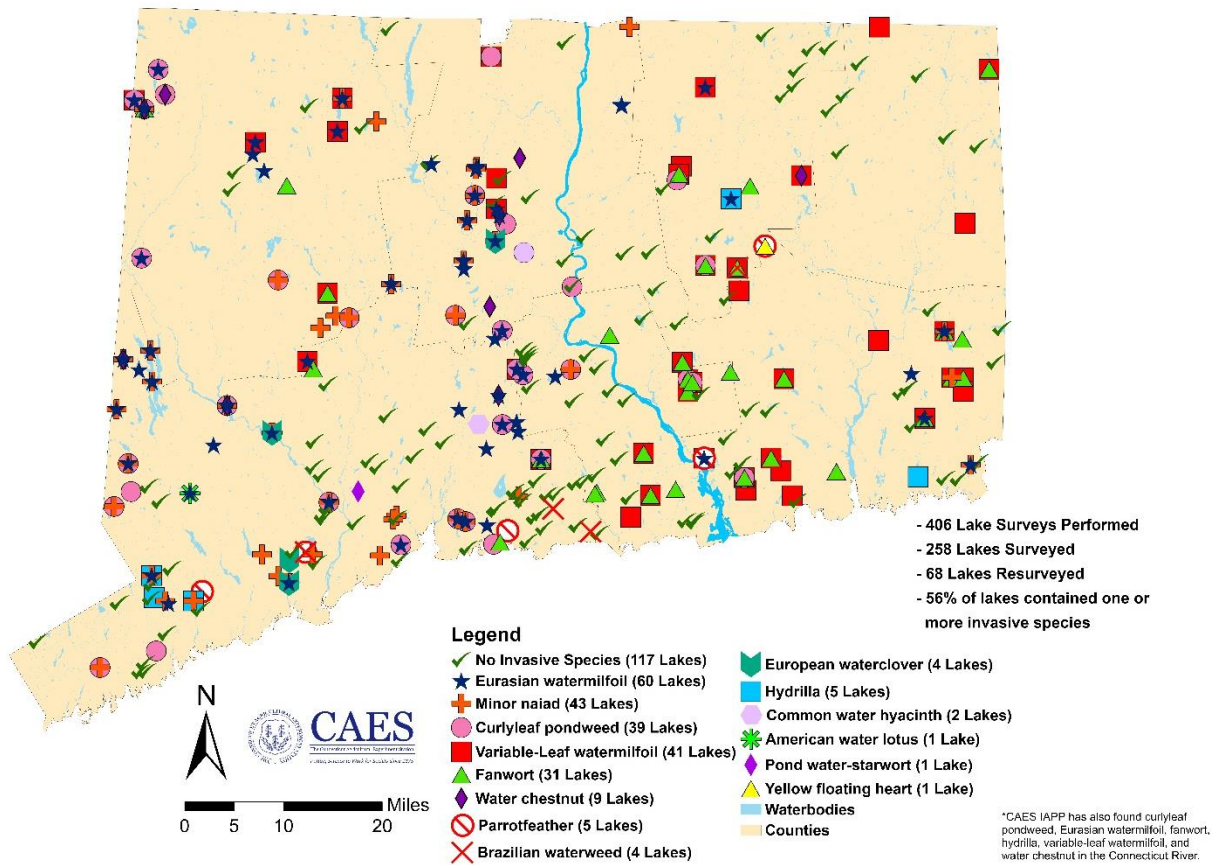 - 406 Lake Surveys Performed
- 258 Lakes Surveyed
- 68 Lakes Resurveyed
- 56% of lakes contained one or
more invasive species
Legend
No Invasive Species (117 Lakes)
Eurasian watermilfoil (60 Lakes)
Minor naiad (43 Lakes)
Curlyleaf pondweed (39 Lakes)
Variable-Leaf watermilfoil (41 Lakes)
Fanwort (31 Lakes)
Water chestnut (9 Lakes)
Parrotfeather (5 Lakes)
Brazilian waterweed (4 Lakes)
European waterclover (4 Lakes)
Hydrilla (5 Lakes)
Common water hyacinth (2 Lakes)
American water lotus (1 Lake)
Pond water-starwort (1 Lake)
Yellow floating heart (1 Lake)
Waterbodies
Counties
N
CAES
Miles
0 5 10 20
*CAES IAPP has also found curlyleaf
pondweed, Eurasian watermilfoil, fanwort,
hydrilla, variable-leaf watermilfoil, and
water chestnut in the Connecticut River.